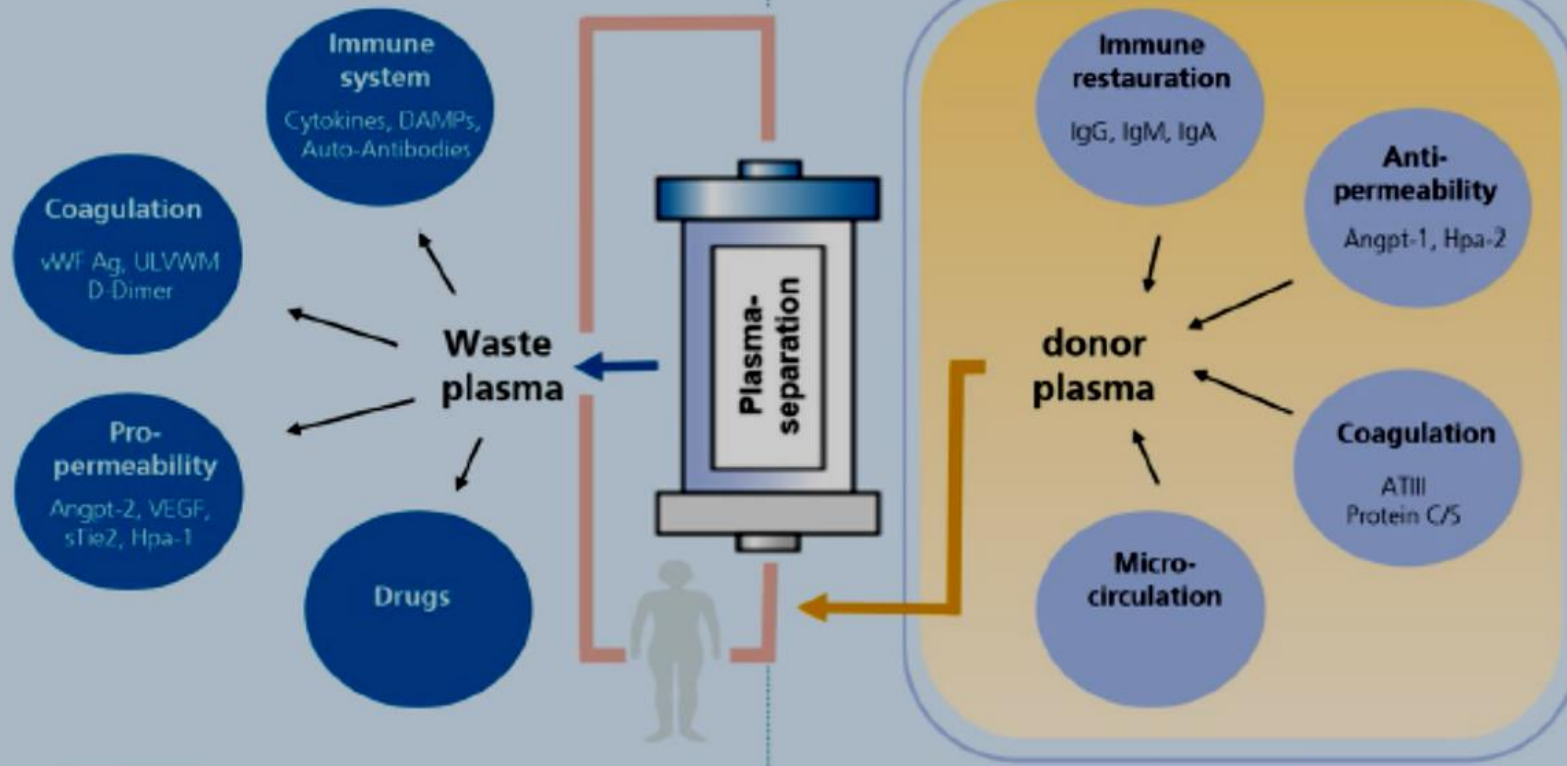 Immune
system
Cytokines, DAMPs,
Auto-Antibodies
Coagulation
vWF Ag, ULVWM
D-Dimer
Pro-
permeability
Angpt-2, VEGF,
sTie2, Hpa-1
Drugs
Waste
plasma
Plasma-
separation
donor
plasma
Immune
restauration
IgG, IgM, IgA
Anti-
permeability
Angpt-1, Hpa-2
Coagulation
ATIII
Protein C/S
Micro-
circulation